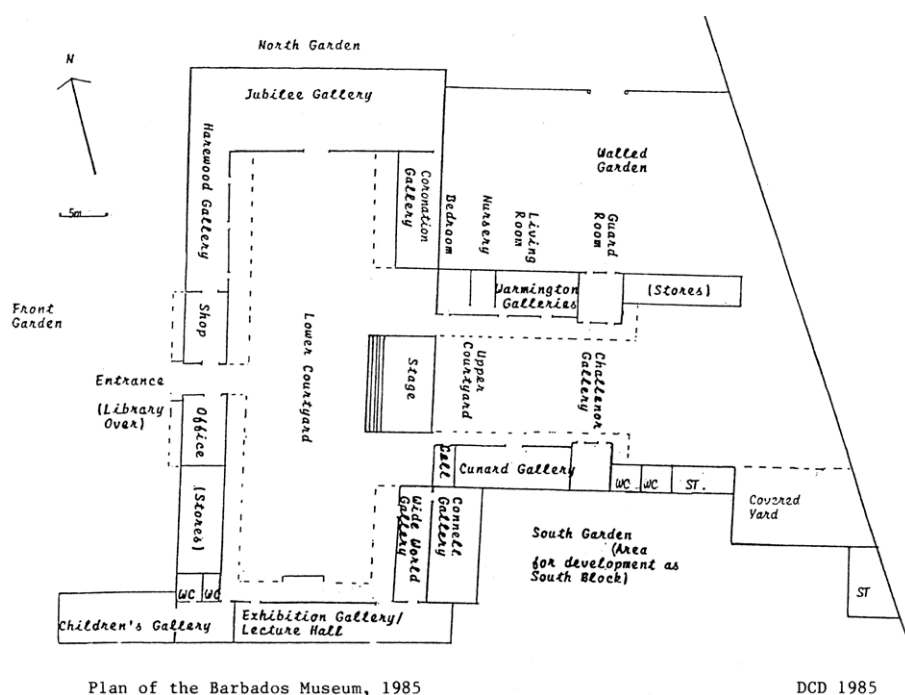 North Garden
N
Jubilee Gallery
Harewood Gallery
Coronation
Gallery
Walled
Garden
Bedroom
Nursery
Living
Room
Guard
Room
5m
Warmington
Galleries
(Stores)
Front
Garden
Shop
Lower Courtyard
Stage
Upper
Courtyard
Challenor
Gallery
Entrance
(Library
Over)
Office
Cell
Cunard Gallery
WC
WC
ST.
Covered
Yard
(Stores)
Wide World
Gallery
Connell
Gallery
South Garden
(Area
for development as
South Block)
WC
WC
ST
Children's Gallery
Exhibition Gallery/
Lecture Hall
Plan of the Barbados Museum, 1985
DCD 1985